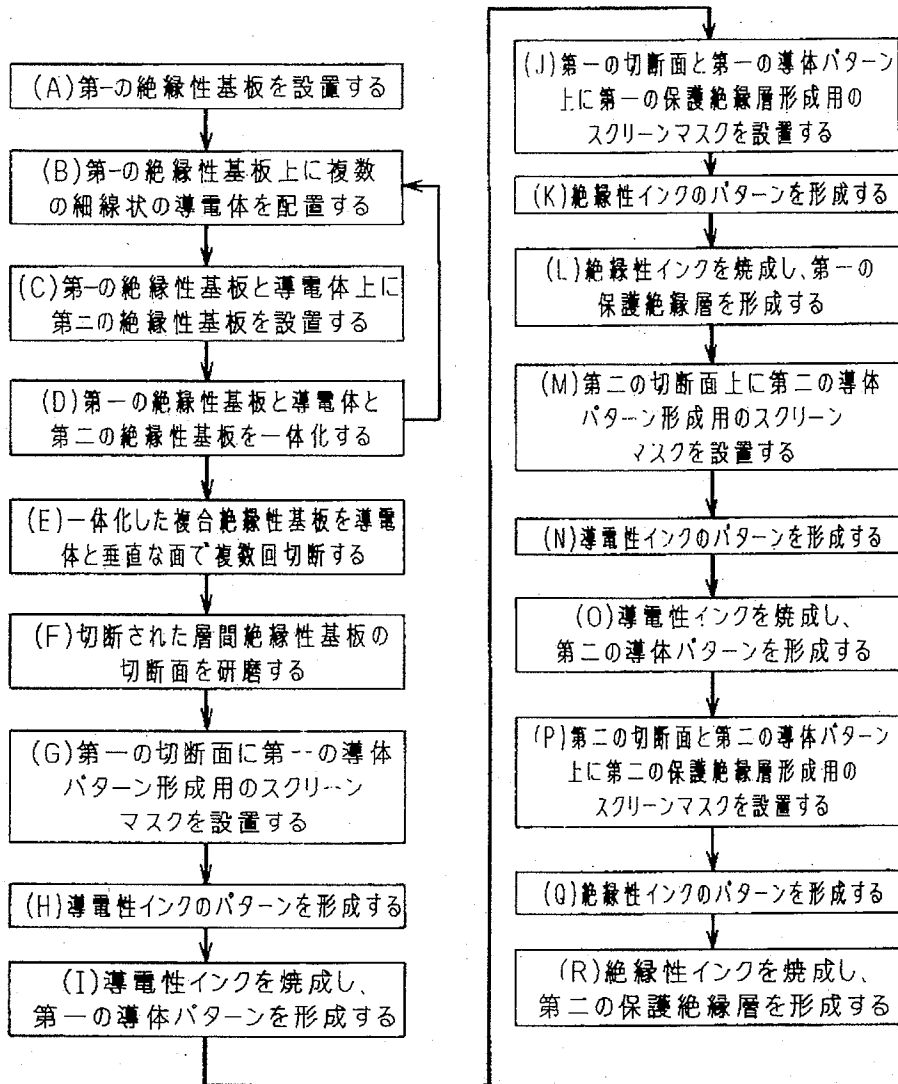 (A)第一の絶縁性基板を設置する
(B)第一の絶縁性基板上に複数
の細線状の導電体を配置する
(C)第一の絶縁性基板と導電体上に
第二の絶縁性基板を設置する
(D)第一の絶縁性基板と導電体と
第二の絶縁性基板を一体化する
(E)一体化した複合絶縁性基板を導電
体と垂直な面で複数回切断する
(F)切断された層間絶縁性基板の
切断面を研磨する
(G)第一の切断面に第一の導体
パターン形成用のスクリーン
マスクを設置する
(H)導電性インクのパターンを形成する
(I)導電性インクを焼成し、
第一の導体パターンを形成する
(J)第一の切断面と第一の導体パターン
上に第一の保護絶縁層形成用の
スクリーンマスクを設置する
(K)絶縁性インクのパターンを形成する
(L)絶縁性インクを焼成し、第一の
保護絶縁層を形成する
(M)第二の切断面上に第二の導体
パターン形成用のスクリーン
マスクを設置する
(N)導電性インクのパターンを形成する
(O)導電性インクを焼成し、
第二の導体パターンを形成する
(P)第二の切断面と第二の導体パターン
上に第二の保護絶縁層形成用の
スクリーンマスクを設置する
(Q)絶縁性インクのパターンを形成する
(R)絶縁性インクを焼成し、
第二の保護絶縁層を形成する